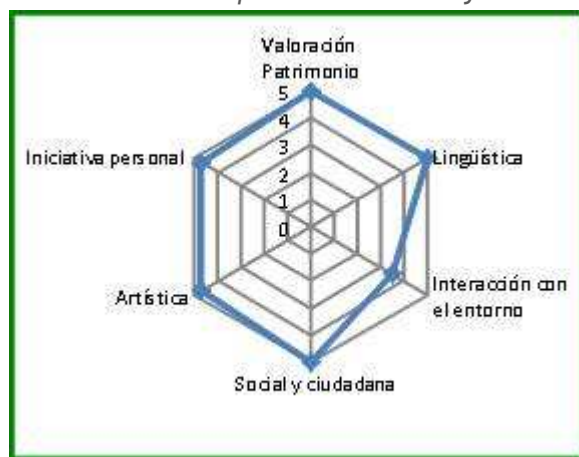 Valoración
Patrimonio
5
4
3
2
1
0
Lingüística
Interacción con
el entorno
Social y ciudadana
Artística
Iniciativa personal